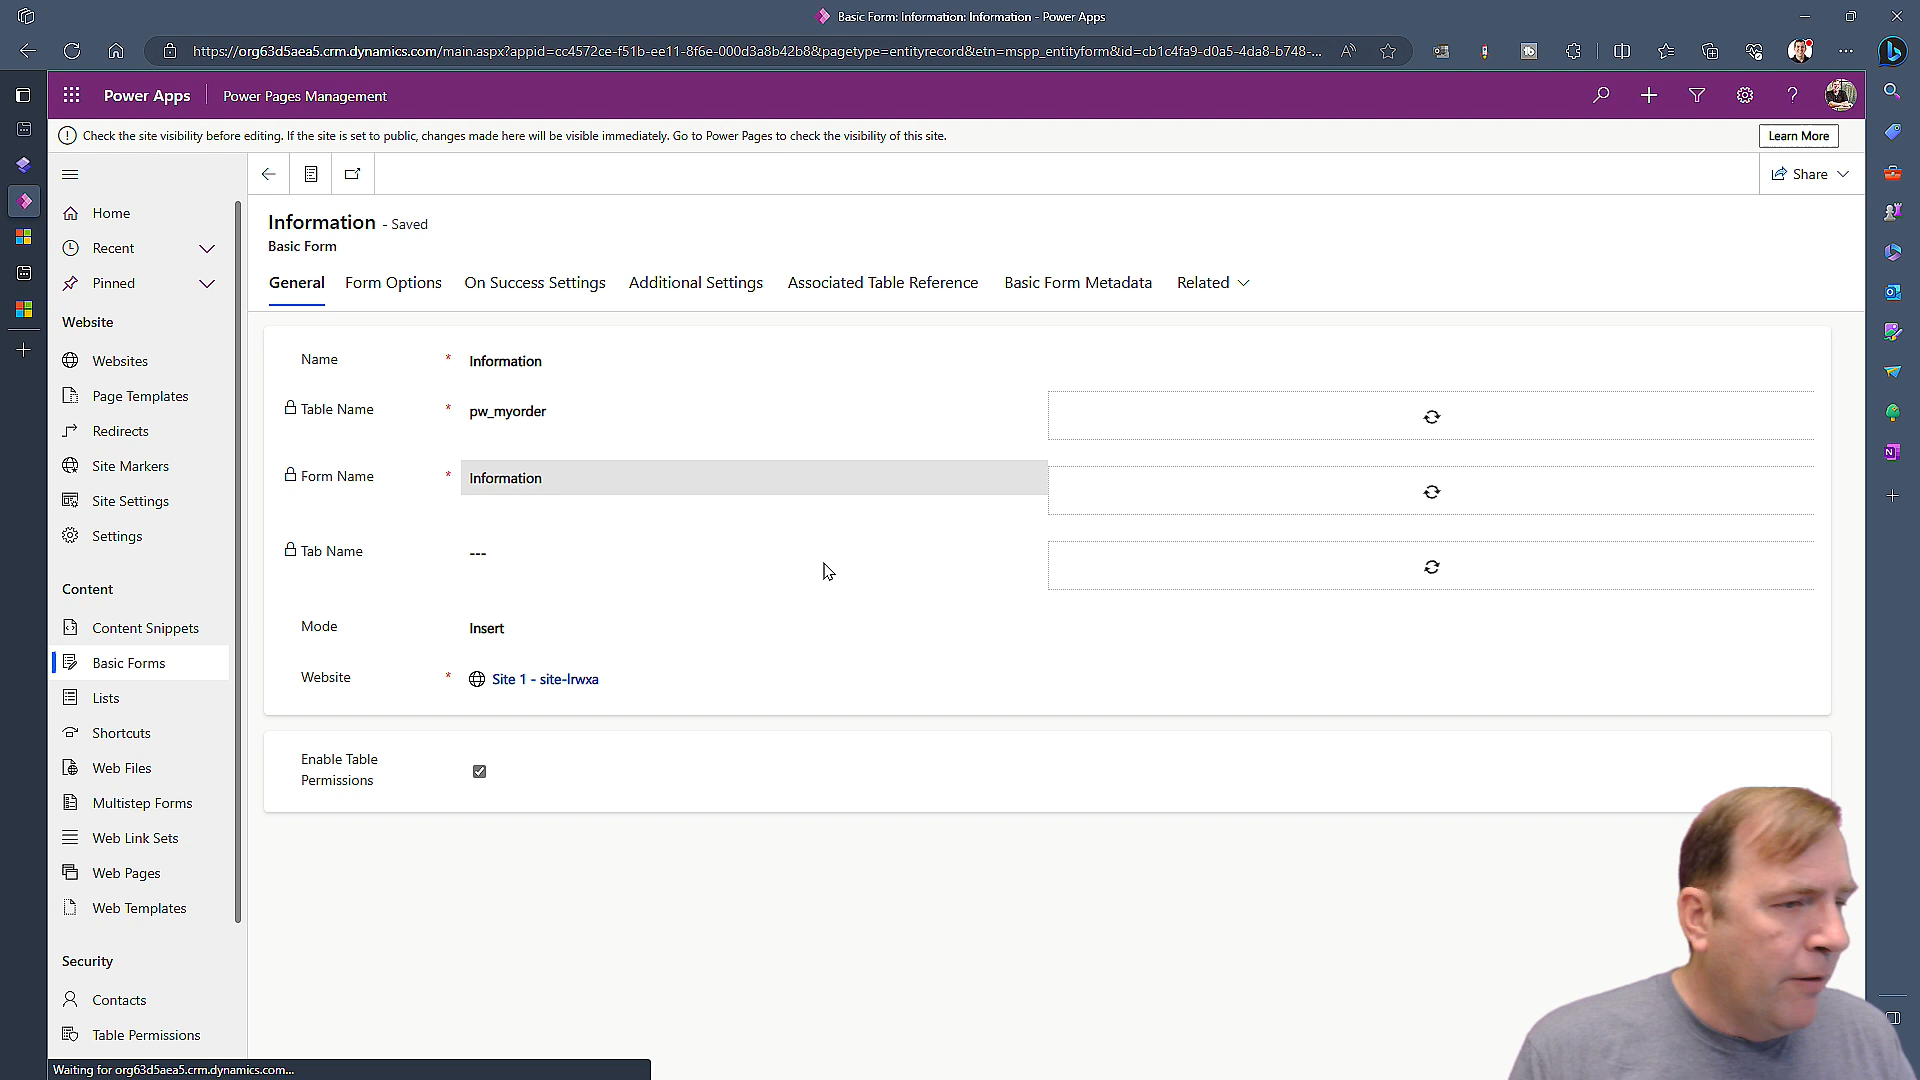 Basic Form: Information: Information - Power Apps
https://org63d5aea5.crm.dynamics.com/main.aspx?appid=cc4572ce-f51b-ee11-8f6e-000d3a8b42b8&pagetype=entityrecord&etn=mspp_entityform&id=cb1c4fa9-d0a5-4da8-b748-...
Power Apps
Power Pages Management
Check the site visibility before editing. If the site is set to public, changes made here will be visible immediately. Go to Power Pages to check the visibility of this site.
Learn More
Share
Home
Recent
Pinned
Website
Websites
Page Templates
Redirects
Site Markers
Site Settings
Settings
Content
Content Snippets
Basic Forms
Lists
Shortcuts
Web Files
Multistep Forms
Web Link Sets
Web Pages
Web Templates
Security
Contacts
Table Permissions
Information - Saved
Basic Form
General Form Options On Success Settings Additional Settings Associated Table Reference Basic Form Metadata Related
Name * Information
Table Name * pw_myorder
Form Name * Information
Tab Name ---
Mode Insert
Website * Site 1 - site-lrwxa
Enable Table
Permissions
Waiting for org63d5aea5.crm.dynamics.com...